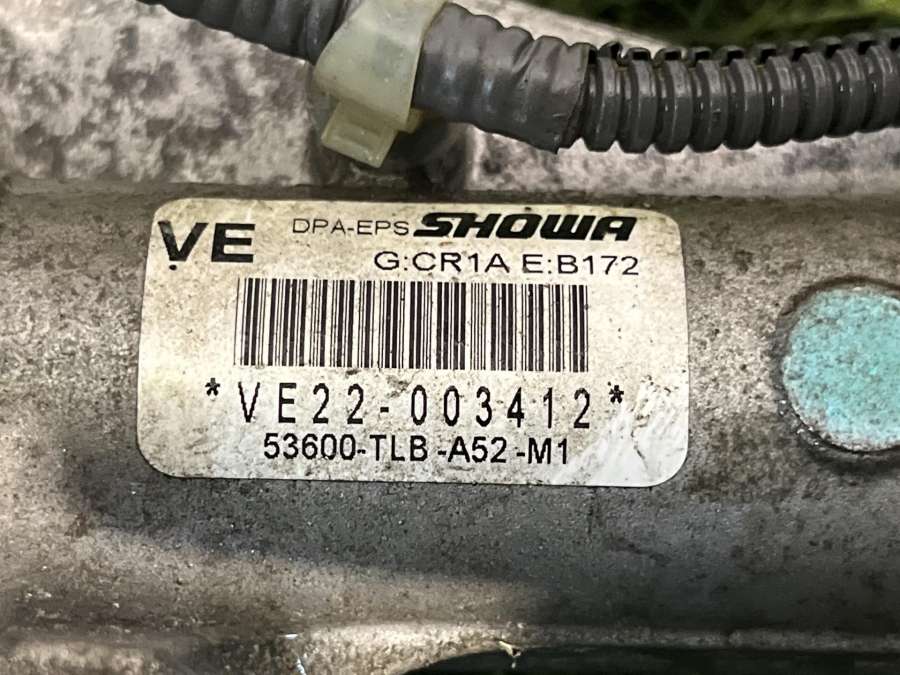 VE DPA-EPS SHOWA
G:CR1A E:B172
*VE22-003412*
53600-TLB-A52-M1